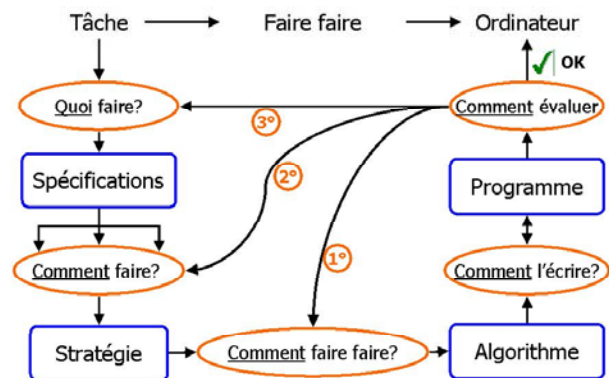 Tâche
Faire faire
Ordinateur
OK
Quoi faire?
Comment évaluer
3°
Spécifications
2°
Programme
Comment faire?
1°
Comment l'écrire?
Stratégie
Comment faire faire?
Algorithme